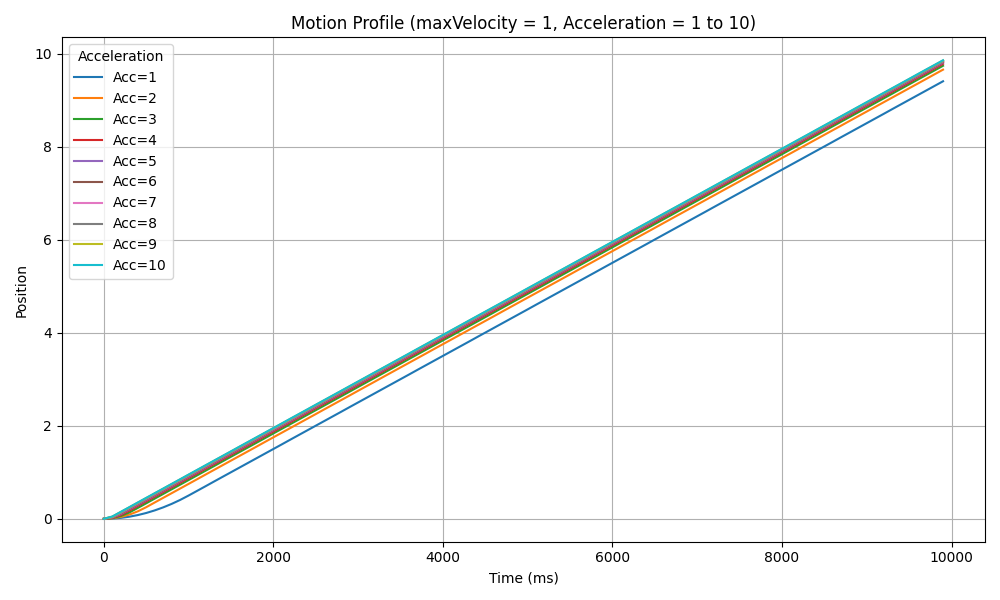 Motion Profile (maxVelocity = 1, Acceleration = 1 to 10)
Acceleration
Acc=1
Acc=2
Acc=3
Acc=4
Acc=5
Acc=6
Acc=7
Acc=8
Acc=9
Acc=10
Position
10
8
6
4
2
0
0 2000 4000 6000 8000 10000
Time (ms)